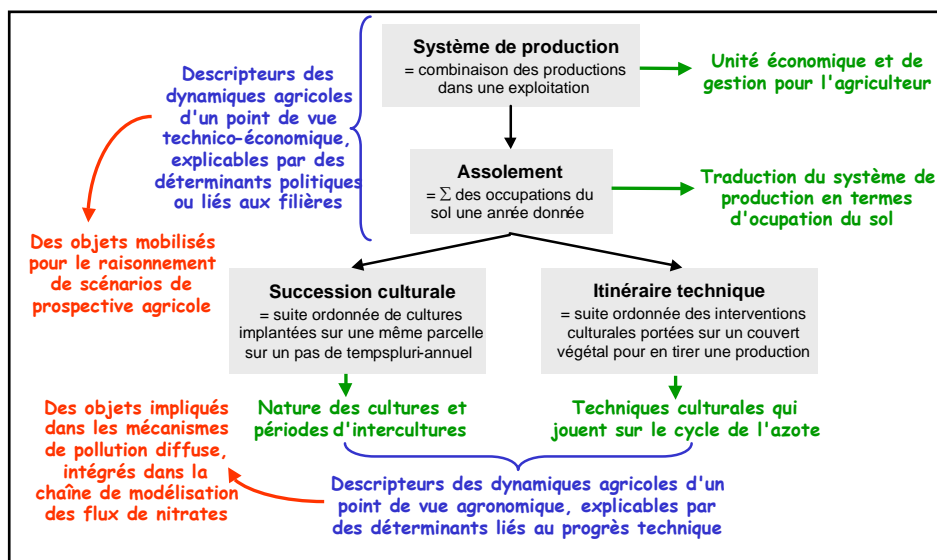 Système de production
= combinaison des productions
dans une exploitation
Unité économique et de
gestion pour l'agriculteur
Descripteurs des
dynamiques agricoles
d'un point de vue
technico-économique,
explicables par des
déterminants politiques
ou liés aux filières
Assolement
= Σ des occupations du
sol une année donnée
Traduction du système de
production en termes
d'ocupation du sol
Des objets mobilisés
pour le raisonnement
de scénarios de
prospective agricole
Succession culturale
= suite ordonnée de cultures
implantées sur une même parcelle
sur un pas de tempspluri-annuel
Itinéraire technique
= suite ordonnée des interventions
culturales portées sur un couvert
végétal pour en tirer une production
Nature des cultures et
périodes d'intercultures
Techniques culturales qui
jouent sur le cycle de l'azote
Des objets impliqués
dans les mécanismes
de pollution diffuse,
intégrés dans la
chaîne de modélisation
des flux de nitrates
Descripteurs des dynamiques agricoles d'un
point de vue agronomique, explicables par
des déterminants liés au progrès technique